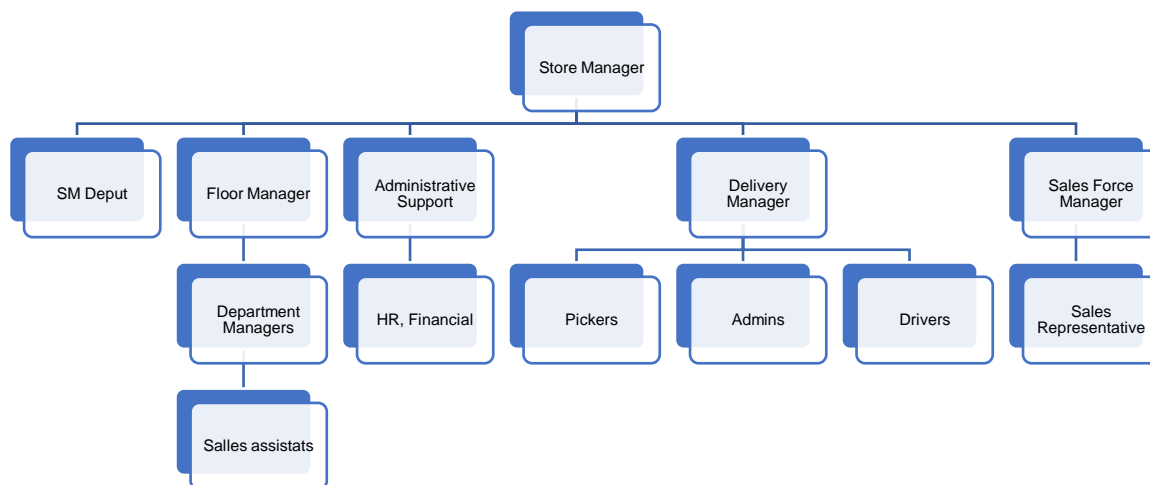 Store Manager
SM Deput
Floor Manager
Administrative
Support
Delivery
Manager
Sales Force
Manager
Department
Managers
HR, Financial
Pickers
Admins
Drivers
Sales
Representative
Salles assistats